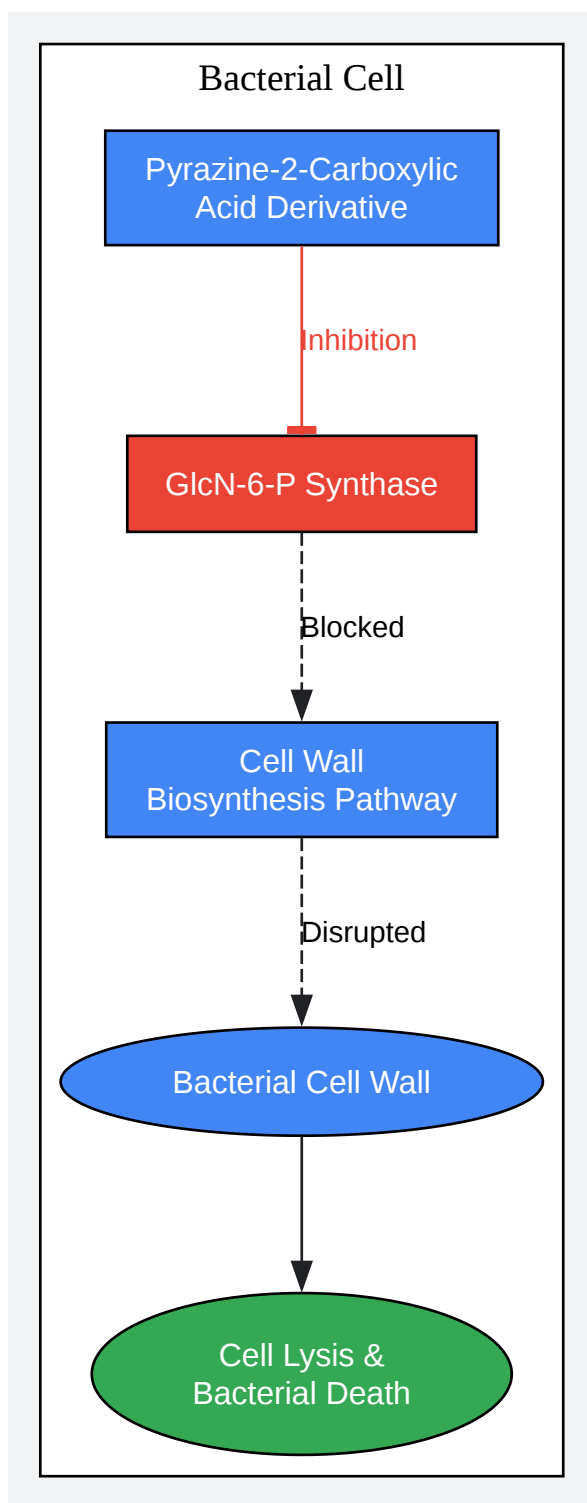 Bacterial Cell
Pyrazine-2-Carboxylic
Acid Derivative
Inhibition
GlcN-6-P Synthase
Blocked
Cell Wall
Biosynthesis Pathway
Disrupted
Bacterial Cell Wall
Cell Lysis &
Bacterial Death